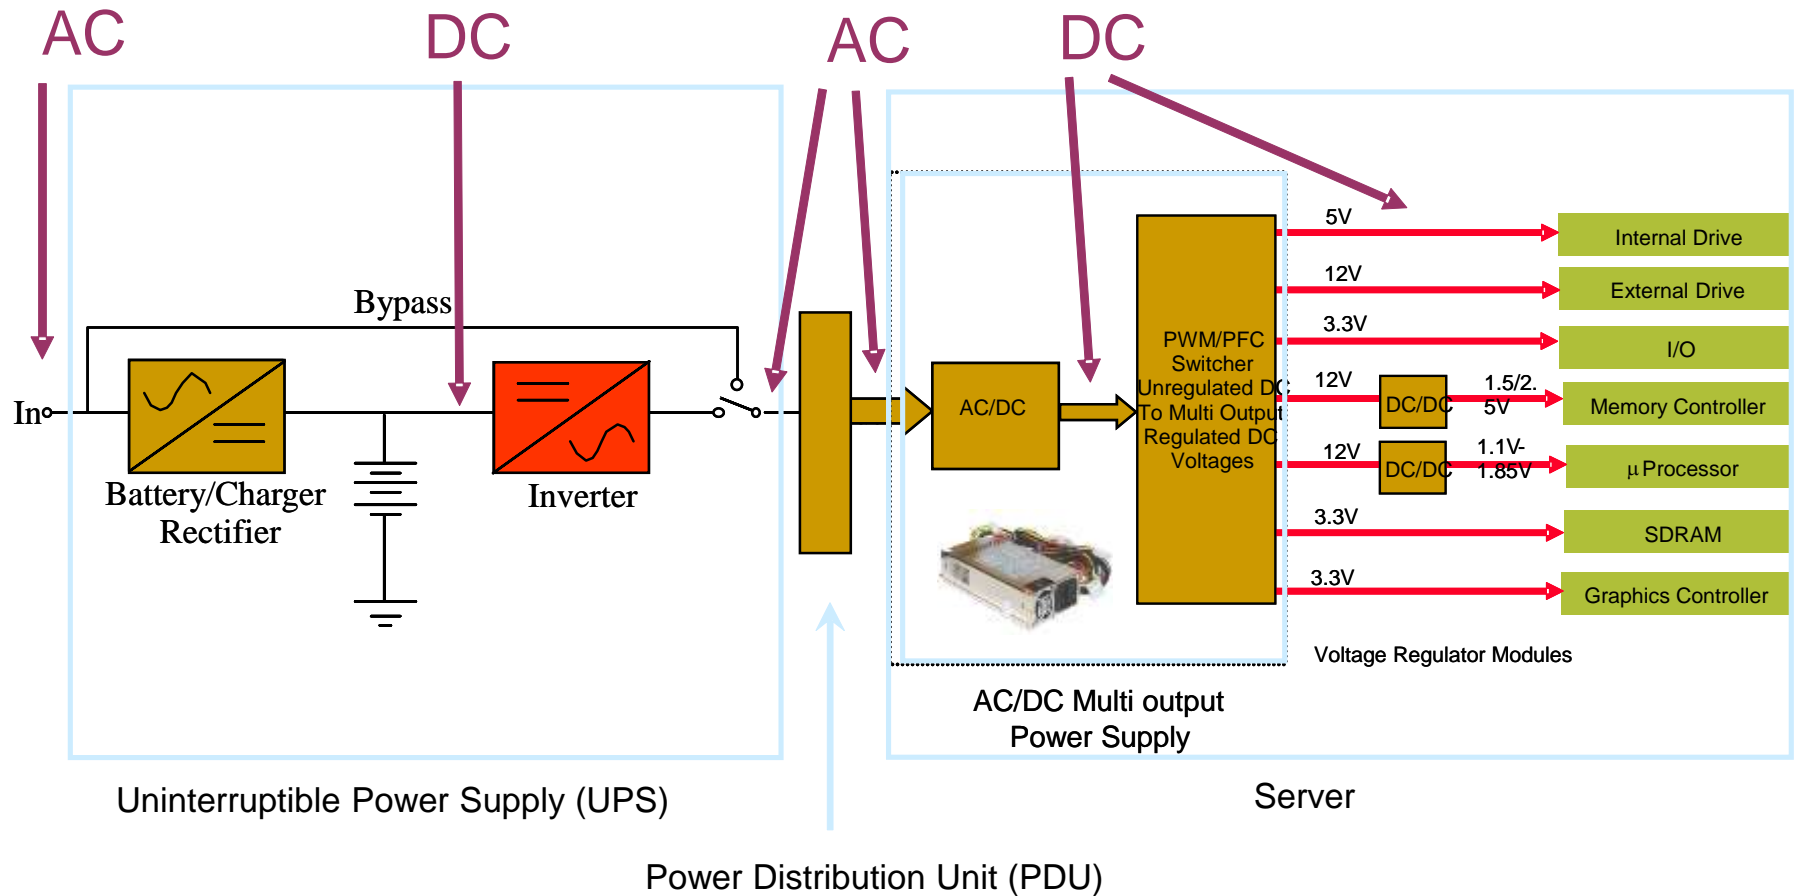 AC
DC
AC
DC
Bypass
In
Battery/Charger
Rectifier
Inverter
AC/DC
PWM/PFC
Switcher
Unregulated DC
To Multi Output
Regulated DC
Voltages
5V
Internal Drive
12V
External Drive
3.3V
I/O
12V
DC/DC
1.5/2.
5V
Memory Controller
12V
DC/DC
1.1V-
1.85V
μProcessor
3.3V
SDRAM
3.3V
Graphics Controller
Voltage Regulator Modules
AC/DC Multi output
Power Supply
Uninterruptible Power Supply (UPS)
Server
Power Distribution Unit (PDU)